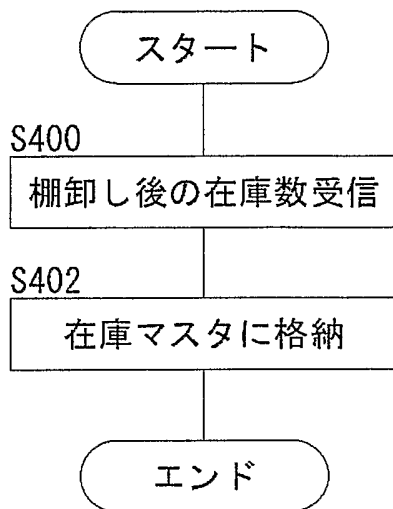 スタート
S400
棚卸し後の在庫数受信
S402
在庫マスタに格納
エンド